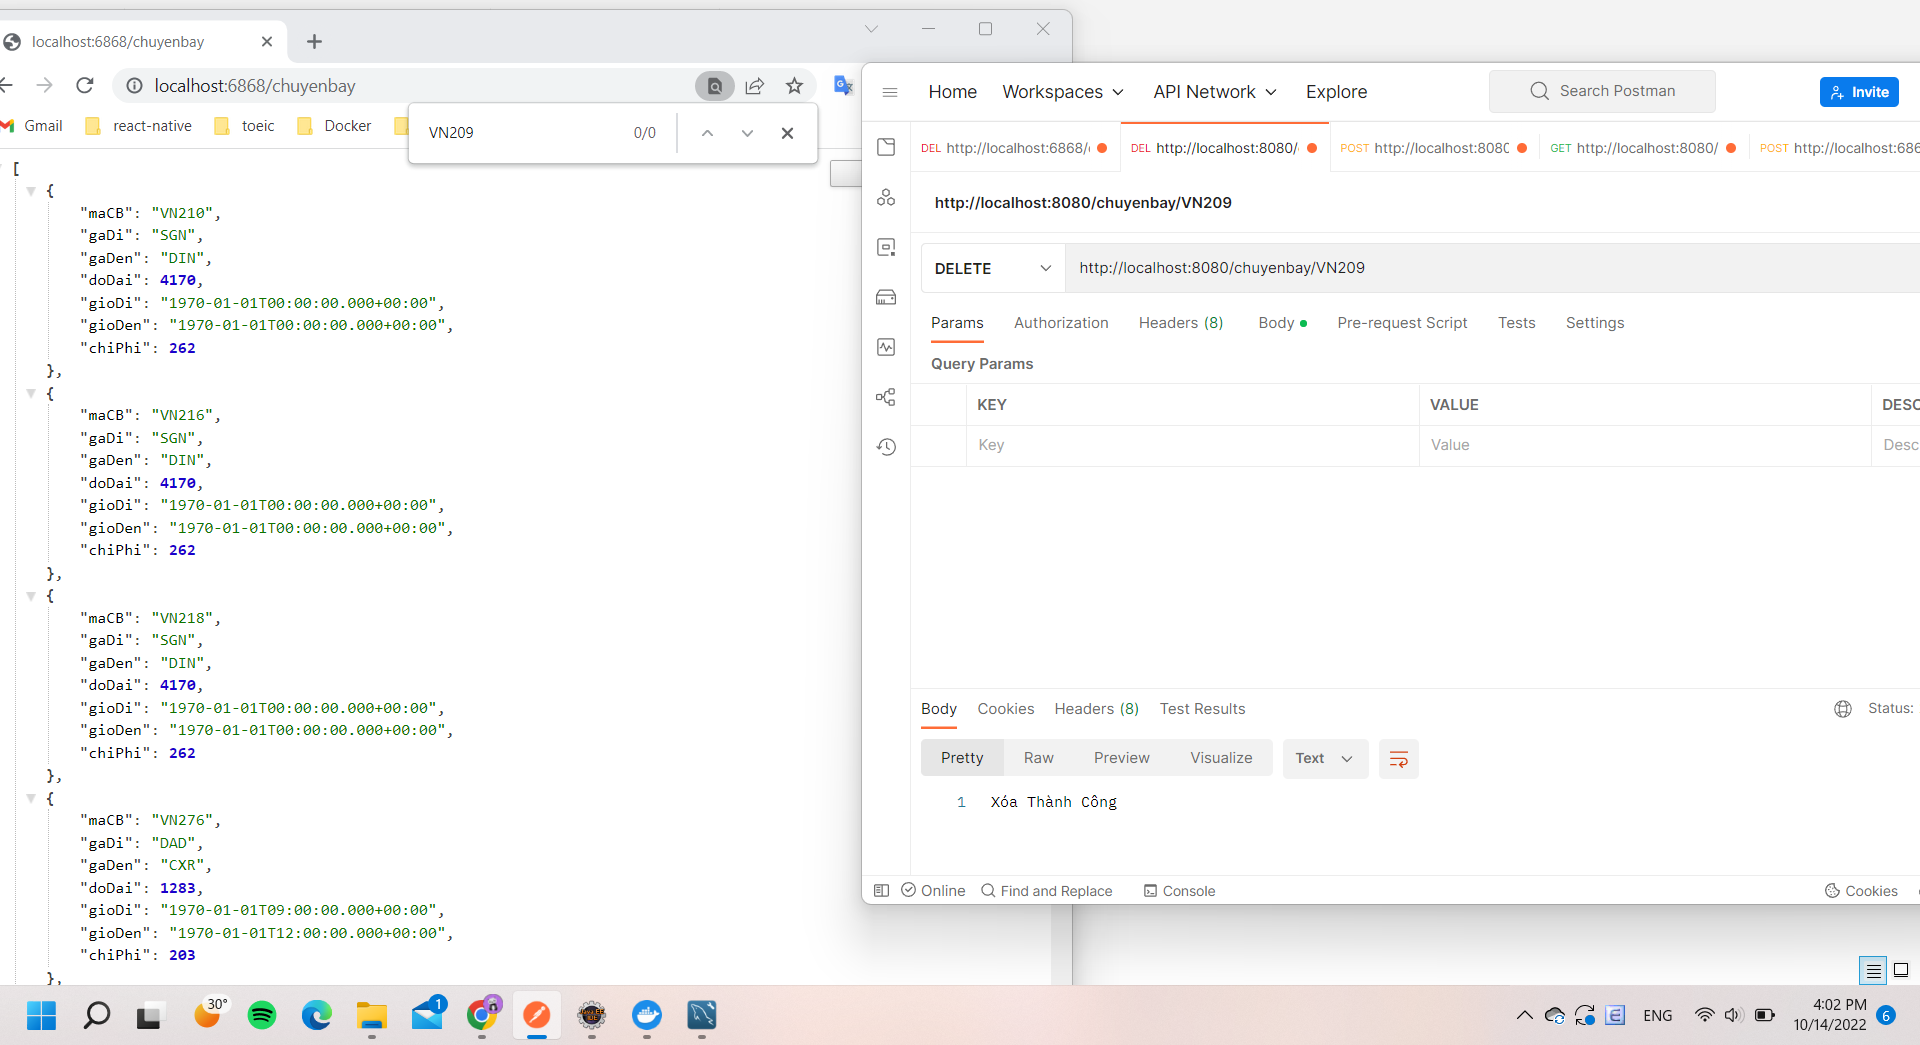 localhost:6868/chuyenbay
localhost:6868/chuyenbay
Gmail
react-native
toeic
Docker
VN209
0/0
[
{
"maCB": "VN210",
"gaDi": "SGN",
"gaDen": "DIN",
"doDai": 4170,
"gioDi": "1970-01-01T00:00:00.000+00:00",
"gioDen": "1970-01-01T00:00:00.000+00:00",
"chiPhi": 262
},
{
"maCB": "VN216",
"gaDi": "SGN",
"gaDen": "DIN",
"doDai": 4170,
"gioDi": "1970-01-01T00:00:00.000+00:00",
"gioDen": "1970-01-01T00:00:00.000+00:00",
"chiPhi": 262
},
{
"maCB": "VN218",
"gaDi": "SGN",
"gaDen": "DIN",
"doDai": 4170,
"gioDi": "1970-01-01T00:00:00.000+00:00",
"gioDen": "1970-01-01T00:00:00.000+00:00",
"chiPhi": 262
},
{
"maCB": "VN276",
"gaDi": "DAD",
"gaDen": "CXR",
"doDai": 1283,
"gioDi": "1970-01-01T09:00:00.000+00:00",
"gioDen": "1970-01-01T12:00:00.000+00:00",
"chiPhi": 203
},
Home Workspaces API Network Explore
Search Postman
Invite
DEL http://localhost:6868/
DEL http://localhost:8080/
POST http://localhost:8080
GET http://localhost:8080/
POST http://localhost:686
http://localhost:8080/chuyenbay/VN209
DELETE http://localhost:8080/chuyenbay/VN209
Params Authorization Headers (8) Body Pre-request Script Tests Settings
Query Params
KEY VALUE DESC
Key Value Desc
Body Cookies Headers (8) Test Results
Status:
Pretty Raw Preview Visualize Text
1 Xóa Thành Công
Online Find and Replace Console
Cookies
30°
1
ENG
4:02 PM
10/14/2022
6